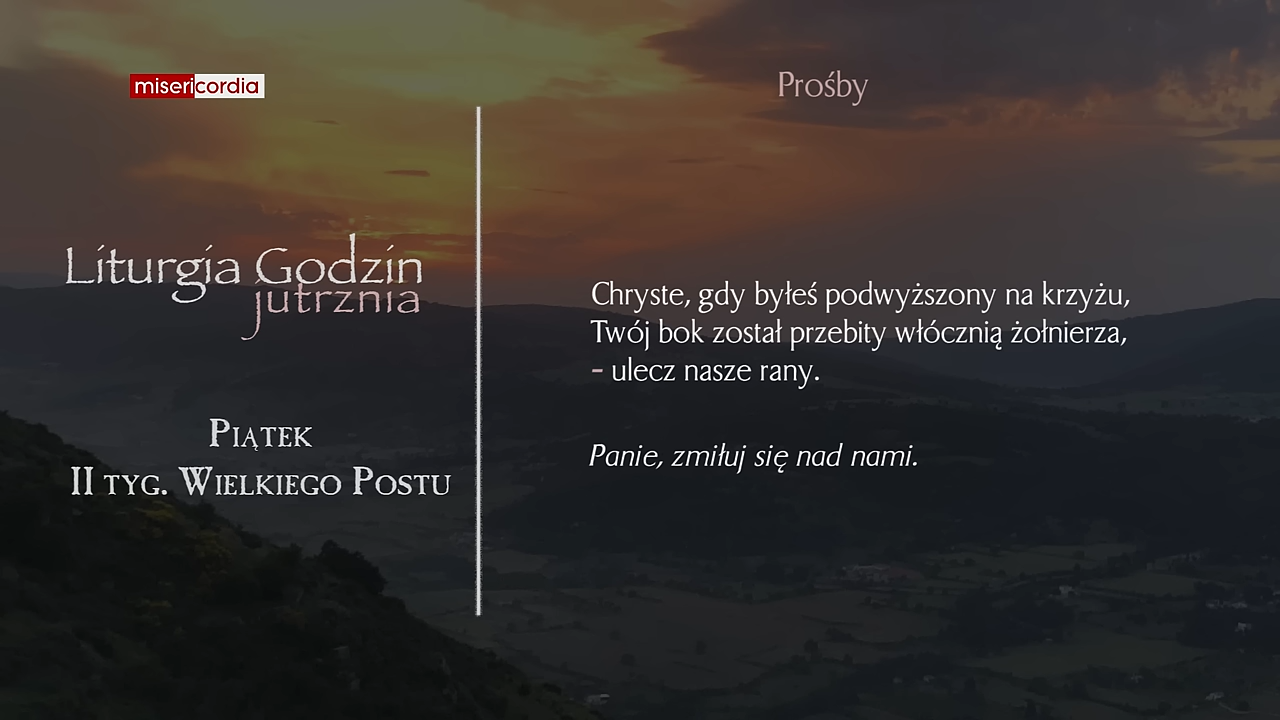 misericordia
Liturgia Godzin
jutrznia
Piątek
II tyg. Wielkiego Postu
Prośby
Chryste, gdy byłeś podwyższony na krzyżu,
Twój bok został przebity włócznią żołnierza,
- ulecz nasze rany.
Panie, zmiłuj się nad nami.